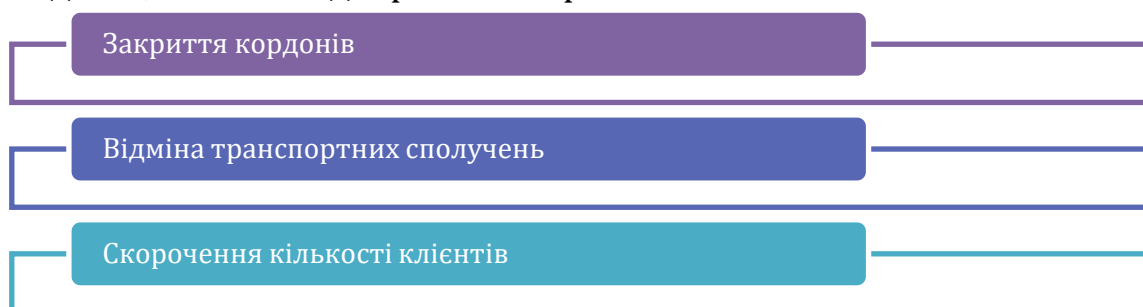 Закриття кордонів
Відміна транспортних сполучень
Скорочення кількості клієнтів